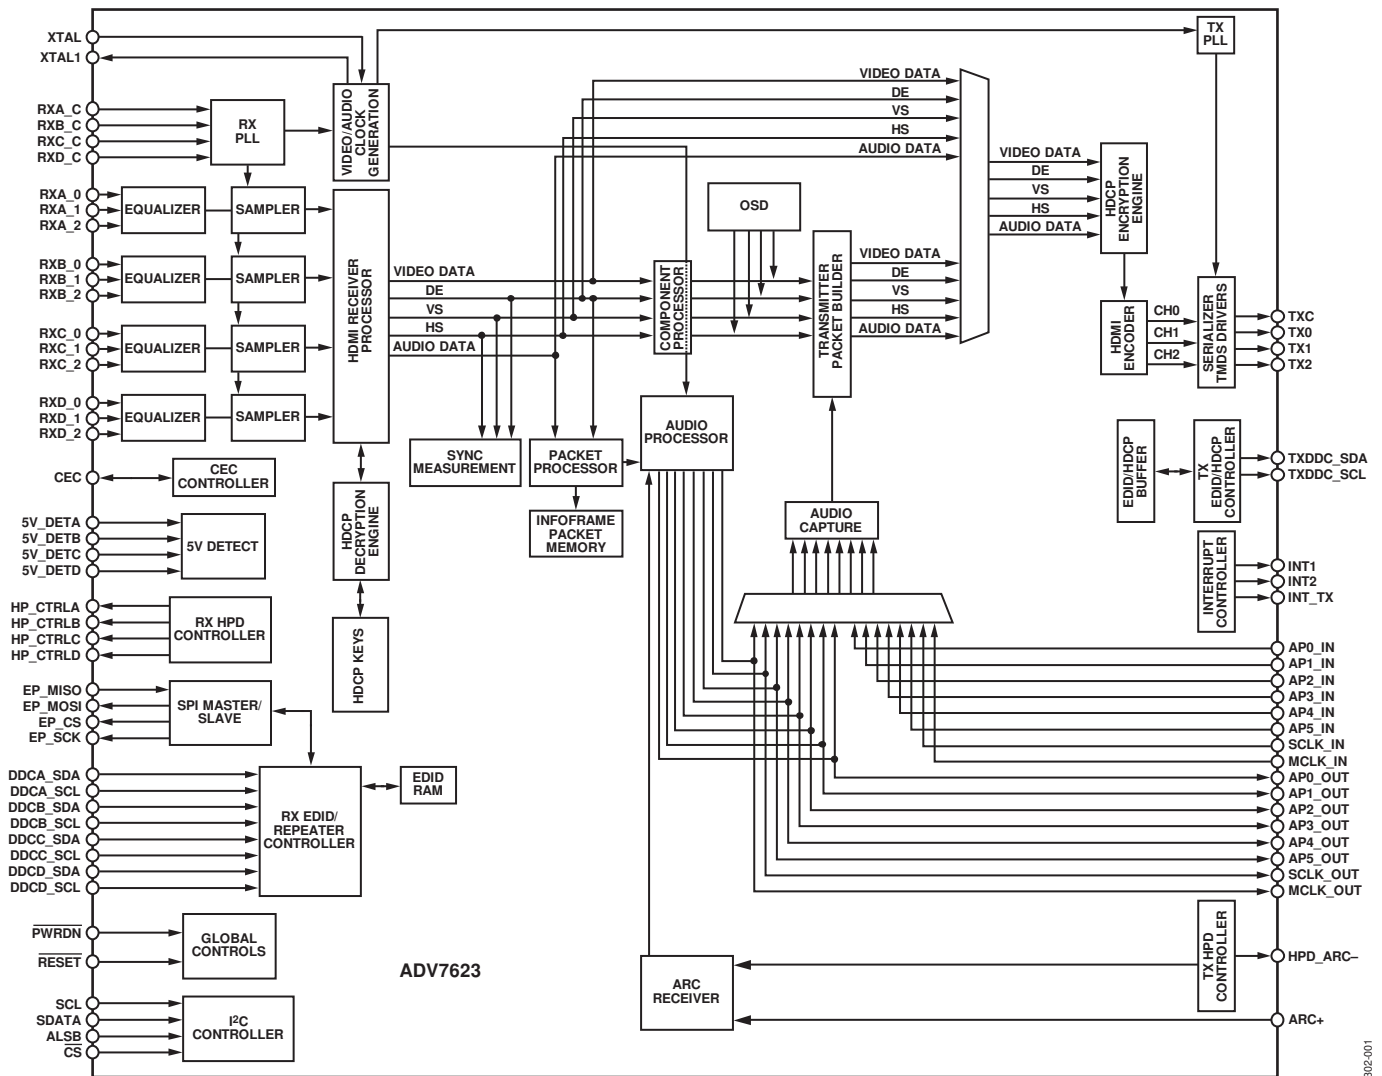 XTAL
XTAL1
RXA_C
RXB_C
RXC_C
RXD_C
RX
PLL
VIDEO/AUDIO
CLOCK
GENERATION
TX
PLL
RXA_0
RXA_1
RXA_2
EQUALIZER
SAMPLER
RXB_0
RXB_1
RXB_2
EQUALIZER
SAMPLER
RXC_0
RXC_1
RXC_2
EQUALIZER
SAMPLER
RXD_0
RXD_1
RXD_2
EQUALIZER
SAMPLER
HDMI RECEIVER
PROCESSOR
VIDEO DATA
DE
VS
HS
AUDIO DATA
VIDEO DATA
DE
VS
HS
AUDIO DATA
OSD
COMPONENT
PROCESSOR
TRANSMITTER
PACKET BUILDER
VIDEO DATA
DE
VS
HS
AUDIO DATA
VIDEO DATA
DE
VS
HS
AUDIO DATA
HDCP
ENCRYPTION
ENGINE
HDMI
ENCODER
CH0
CH1
CH2
SERIALIZER
TMDS DRIVERS
TXC
TX0
TX1
TX2
CEC
CEC
CONTROLLER
5V_DETA
5V_DETB
5V_DETC
5V_DETD
5V DETECT
HDCP
DECRYPTION
ENGINE
HDCP KEYS
SYNC
MEASUREMENT
PACKET
PROCESSOR
INFOFRAME
PACKET
MEMORY
AUDIO
PROCESSOR
AUDIO
CAPTURE
EDID/HDCP
BUFFER
TX
EDID/HDCP
CONTROLLER
TXDDC_SDA
TXDDC_SCL
INTERRUPT
CONTROLLER
INT1
INT2
INT_TX
HP_CTRLA
HP_CTRLB
HP_CTRLC
HP_CTRLD
RX HPD
CONTROLLER
EP_MISO
EP_MOSI
EP_CS
EP_SCK
SPI MASTER/
SLAVE
DDCA_SDA
DDCA_SCL
DDCB_SDA
DDCB_SCL
DDCC_SDA
DDCC_SCL
DDCD_SDA
DDCD_SCL
RX EDID/
REPEATER
CONTROLLER
EDID
RAM
AP0_IN
AP1_IN
AP2_IN
AP3_IN
AP4_IN
AP5_IN
SCLK_IN
MCLK_IN
AP0_OUT
AP1_OUT
AP2_OUT
AP3_OUT
AP4_OUT
AP5_OUT
SCLK_OUT
MCLK_OUT
PWRDN
RESET
GLOBAL
CONTROLS
SCL
SDATA
ALSB
CS
I2C
CONTROLLER
ADV7623
ARC
RECEIVER
TX HPD
CONTROLLER
HPD_ARC–
ARC+
302-001